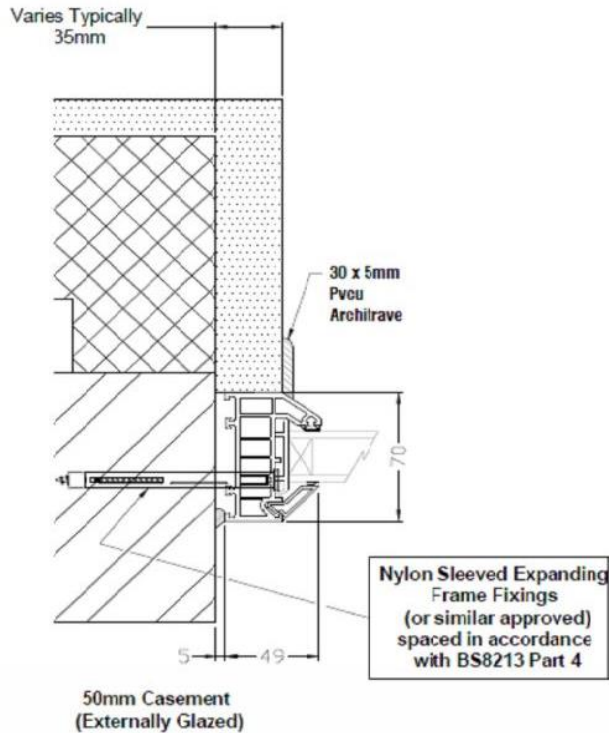 Varies Typically
35mm
30 x 5mm
Pvcu
Architrave
70
Nylon Sleeved Expanding
Frame Fixings
(or similar approved)
spaced in accordance
with BS8213 Part 4
5
49
50mm Casement
(Externally Glazed)